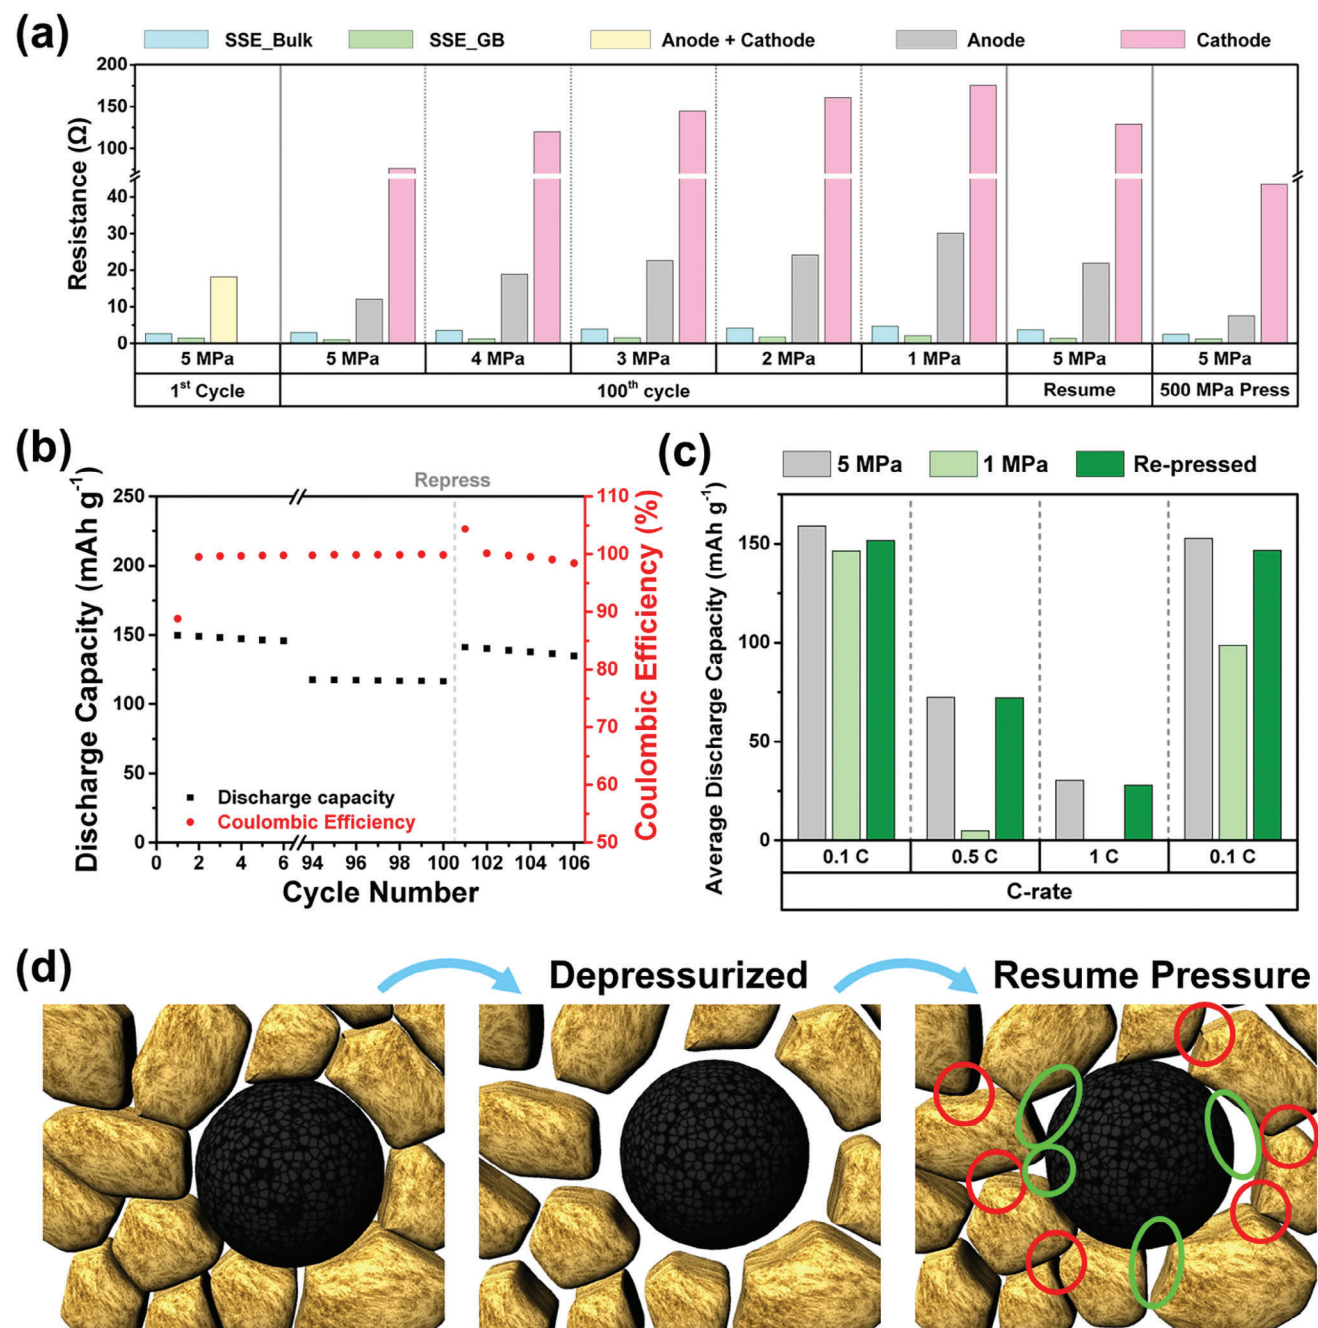 (a)
SSE_Bulk SSE_GB Anode + Cathode Anode Cathode
Resistance (Ω)
200
150
100
40
30
20
10
0
5 MPa 5 MPa 4 MPa 3 MPa 2 MPa 1 MPa 5 MPa 5 MPa
1st Cycle 100th cycle Resume 500 MPa Press
(b)
Repress
Discharge Capacity (mAh g-1)
250
200
150
100
50
0
Coulombic Efficiency (%)
110
100
90
80
70
60
50
Discharge capacity
Coulombic Efficiency
0 2 4 6 94 96 98 100 102 104 106
Cycle Number
(c)
5 MPa 1 MPa Re-pressed
Average Discharge Capacity (mAh g-1)
150
100
50
0
0.1 C 0.5 C 1 C 0.1 C
C-rate
(d)
Depressurized Resume Pressure